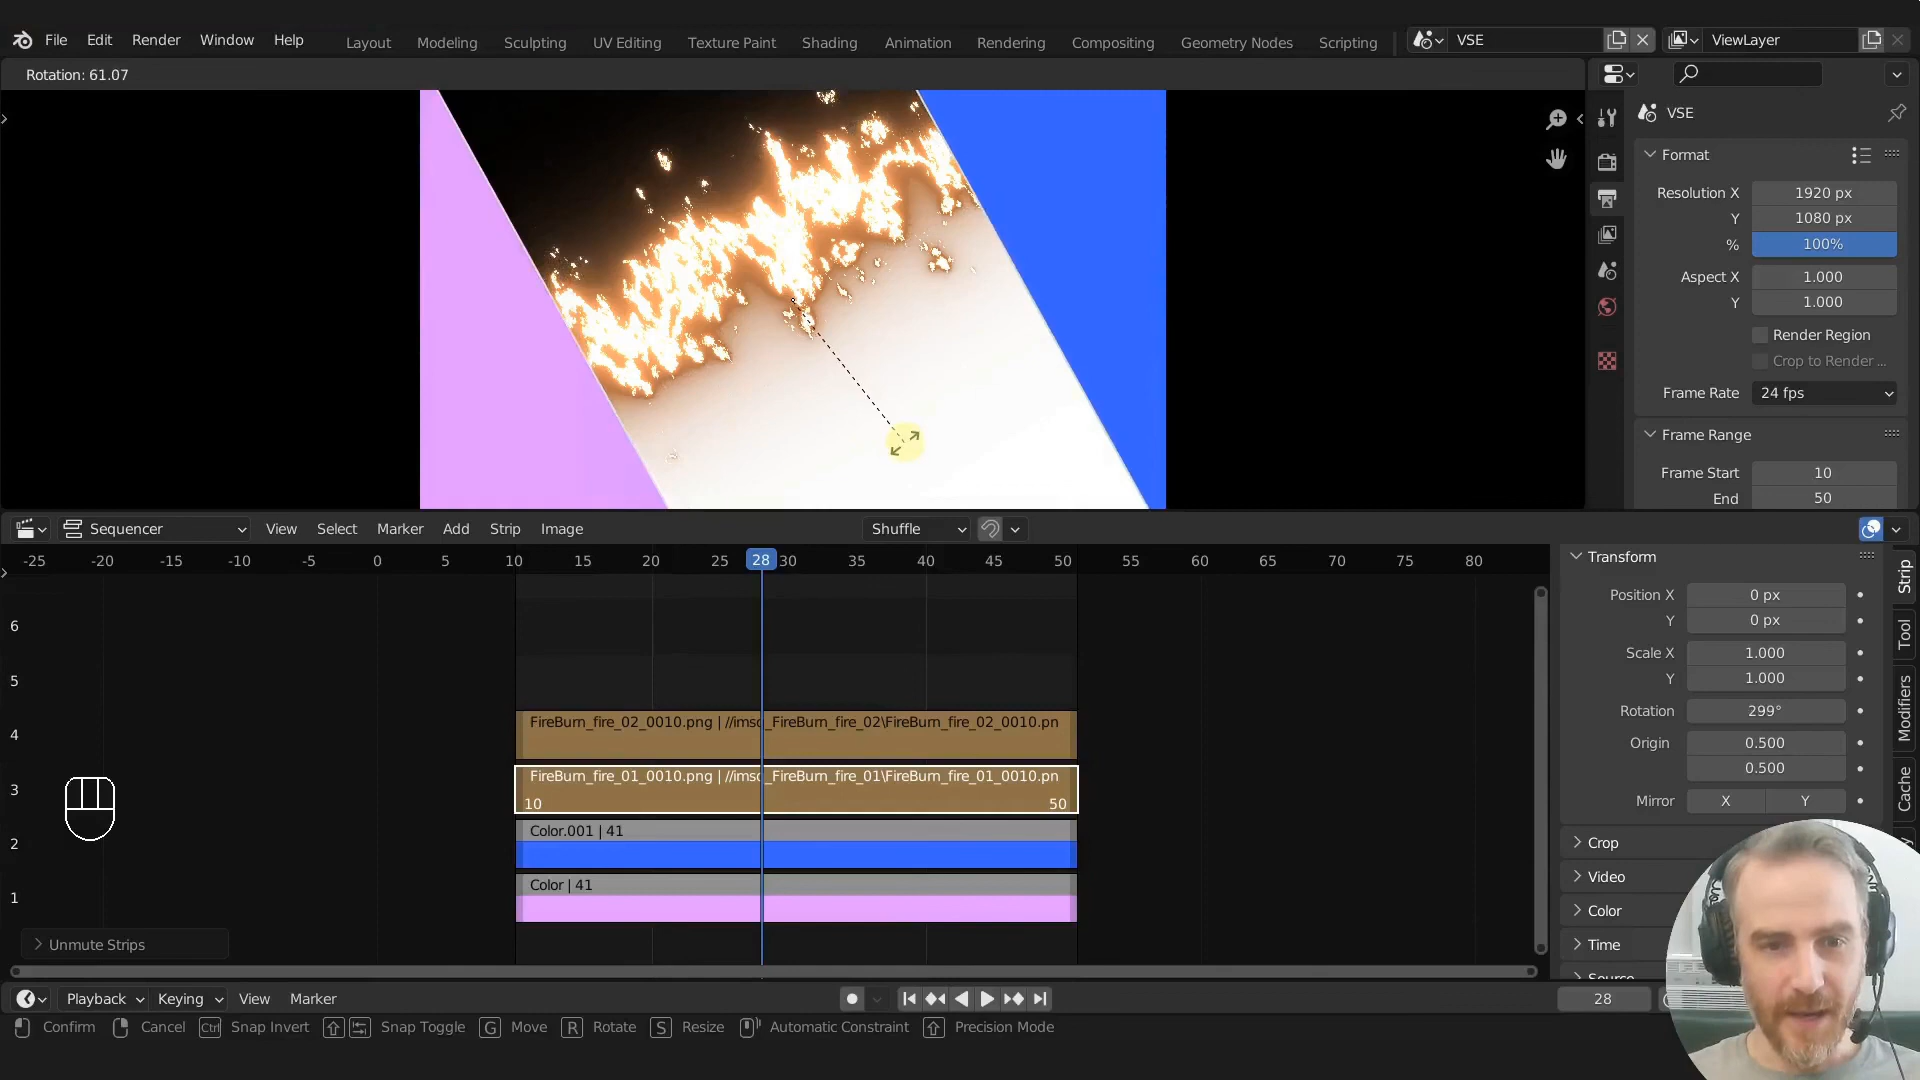 File Edit Render Window Help Layout Modeling Sculpting UV Editing Texture Paint Shading Animation Rendering Compositing Geometry Nodes Scripting VSE ViewLayer
Rotation: 61.07
VSE
Format
Resolution X 1920 px
Y 1080 px
% 100%
Aspect X 1.000
Y 1.000
Render Region
Crop to Render ...
Frame Rate 24 fps
Frame Range
Frame Start 10
End 50
Sequencer View Select Marker Add Strip Image Shuffle
-25 -20 -15 -10 -5 0 5 10 15 20 25 28 30 35 40 45 50 55 60 65 70 75 80
6
5
4
3
2
1
FireBurn_fire_02_0010.png | //imsq_FireBurn_fire_02\FireBurn_fire_02_0010.pn
FireBurn_fire_01_0010.png | //imsq_FireBurn_fire_01\FireBurn_fire_01_0010.pn
10 50
Color.001 | 41
Color | 41
Unmute Strips
Transform
Position X 0 px
Y 0 px
Scale X 1.000
Y 1.000
Rotation 299°
Origin 0.500
0.500
Mirror X Y
Crop
Video
Color
Time
Strip
Tool
Modifiers
Cache
Playback Keying View Marker 28
Confirm Cancel Ctrl Snap Invert Snap Toggle G Move R Rotate S Resize Automatic Constraint Precision Mode